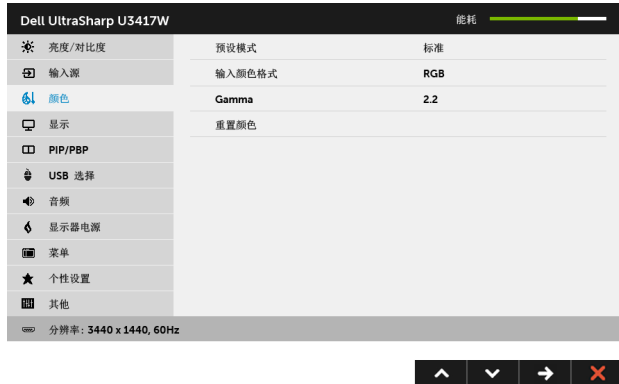 Dell UltraSharp U3417W 能耗
亮度/对比度 预设模式 标准
输入源 输入颜色格式 RGB
颜色 Gamma 2.2
显示 重置颜色
PIP/PBP
USB 选择
音频
显示器电源
菜单
个性设置
其他
分辨率: 3440 x 1440, 60Hz